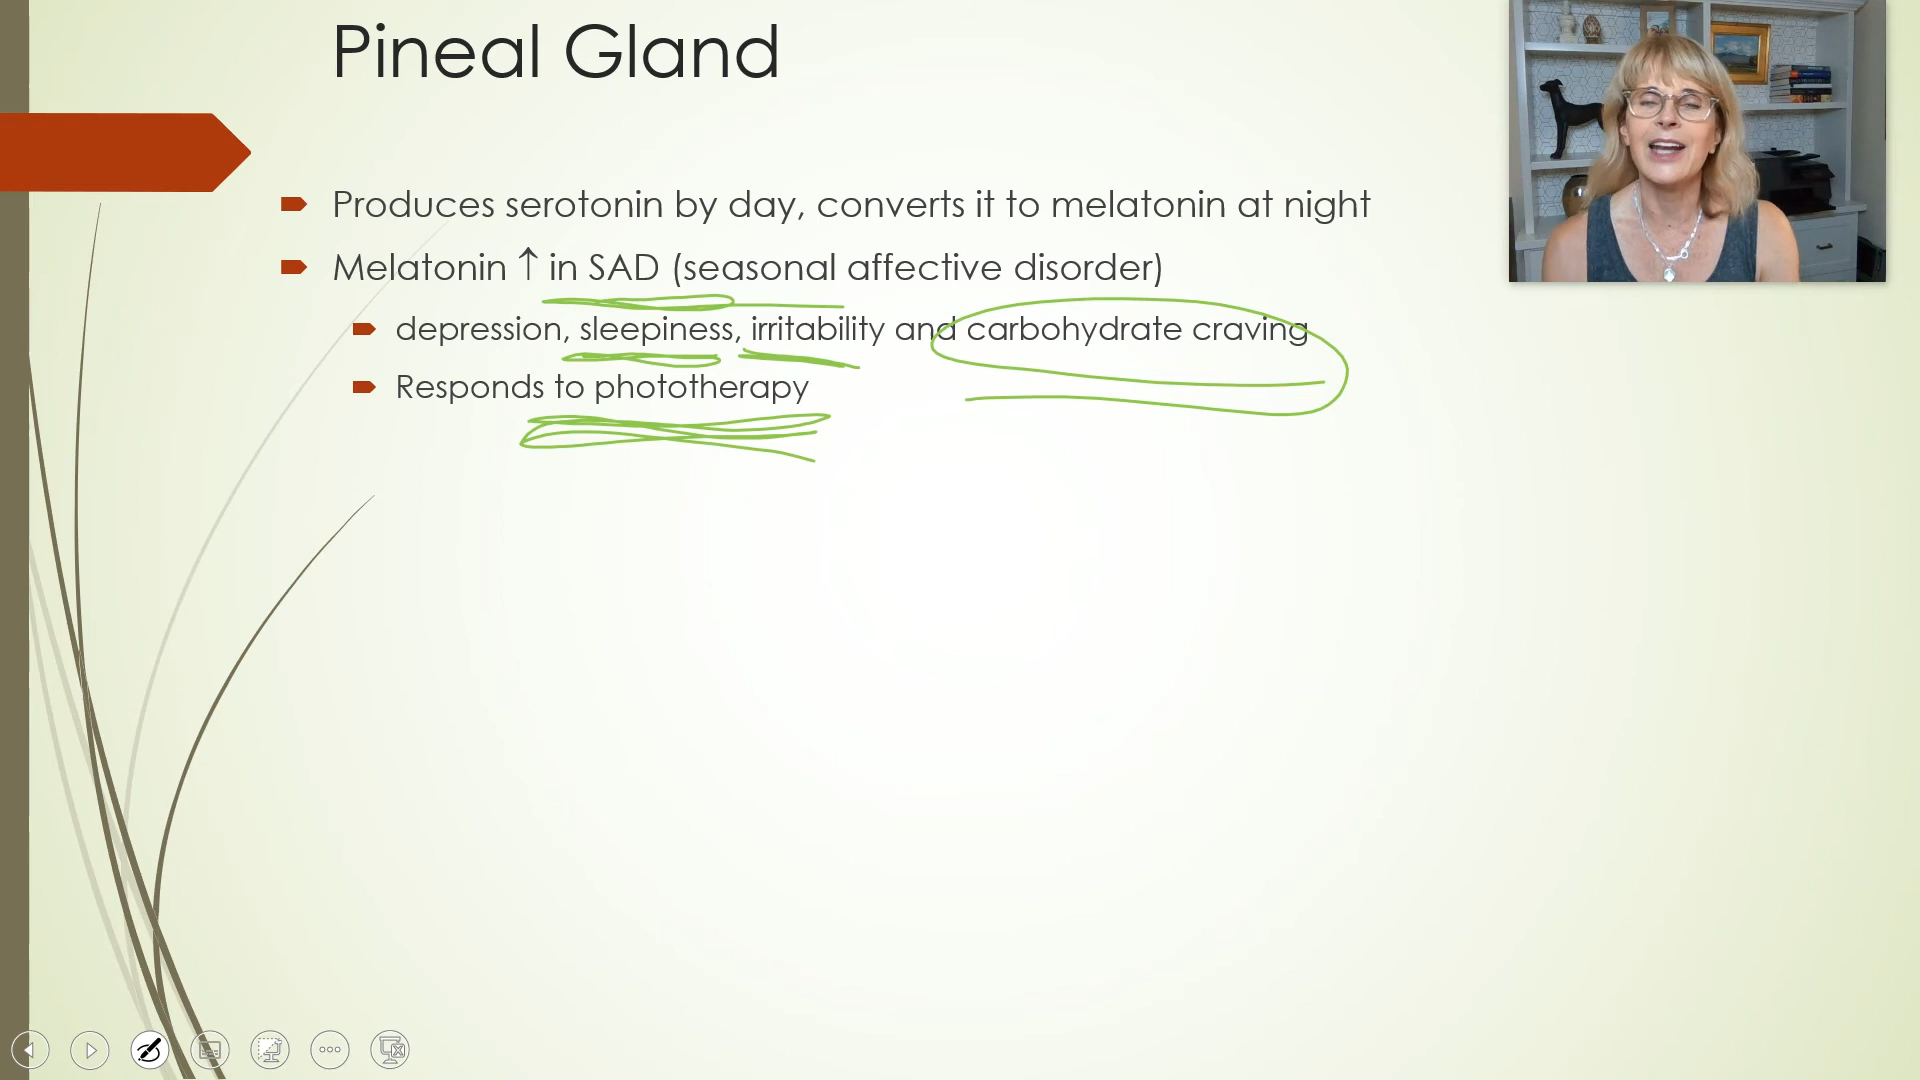 Pineal Gland
Produces serotonin by day, converts it to melatonin at night
Melatonin ↑ in SAD (seasonal affective disorder)
depression, sleepiness, irritability and carbohydrate craving
Responds to phototherapy